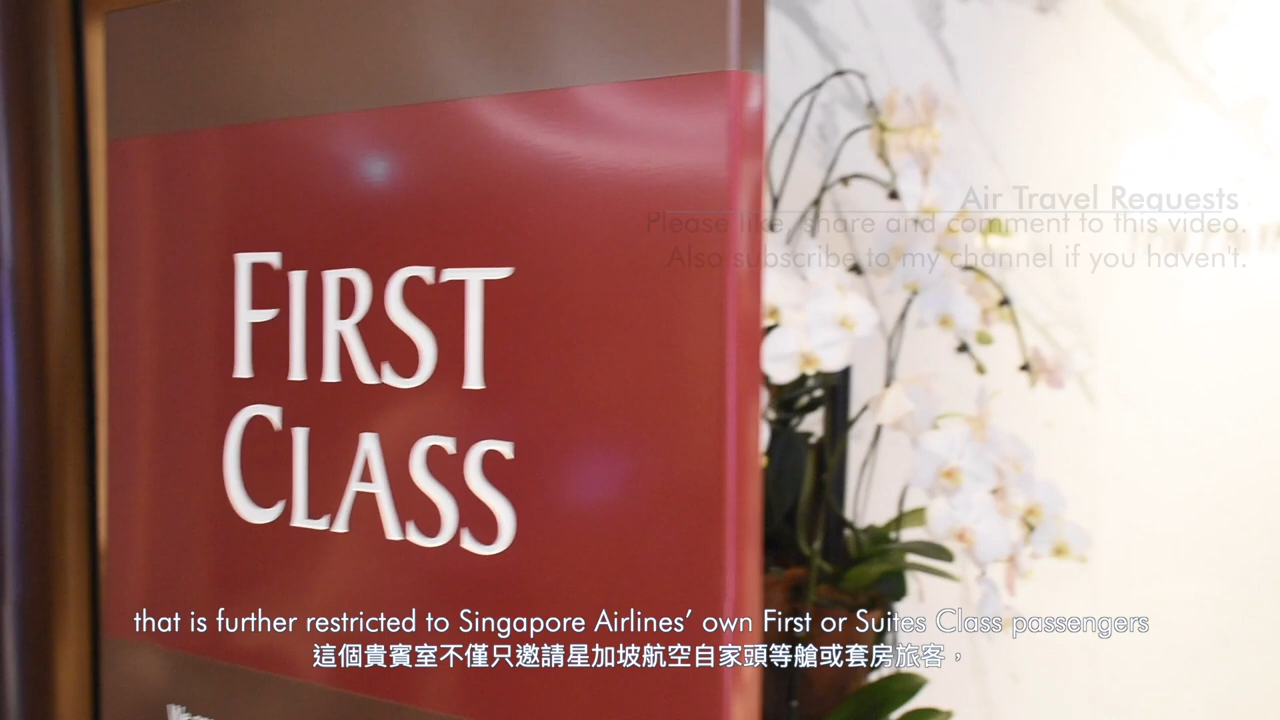 FIRST
CLASS
Air Travel Requests
Please like, share and comment to this video.
Also subscribe to my channel if you haven't.
that is further restricted to Singapore Airlines’ own First or Suites Class passengers
這個貴賓室不僅只邀請星加坡航空自家頭等艙或套房旅客，